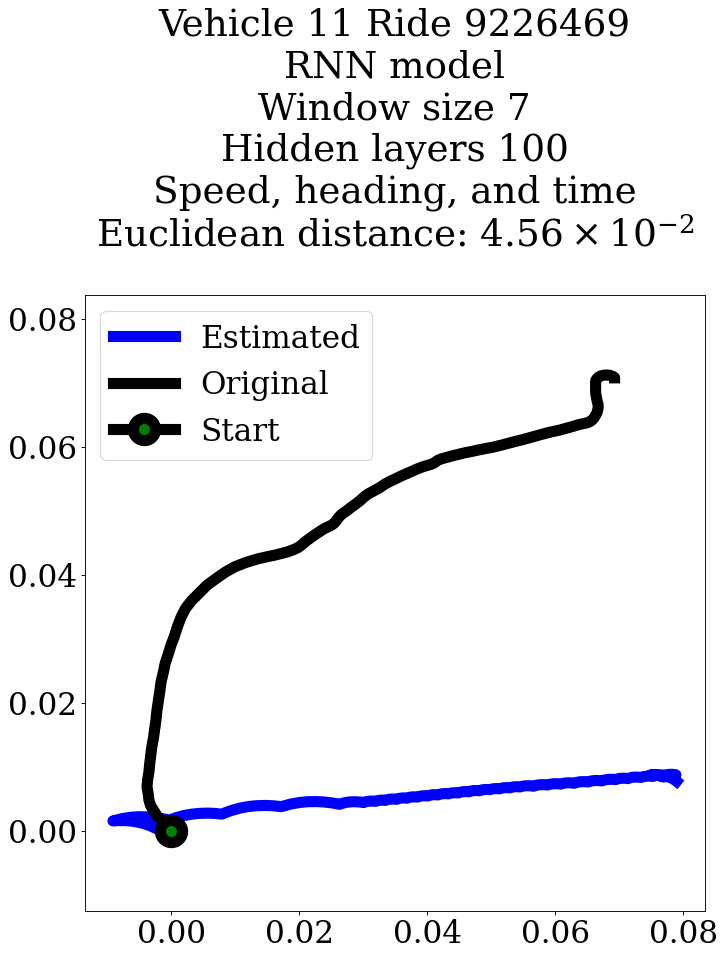 Vehicle 11 Ride 9226469
RNN model
Window size 7
Hidden layers 100
Speed, heading, and time
Euclidean distance: 4.56 × 10⁻²
Estimated
Original
Start
0.08
0.06
0.04
0.02
0.00
0.00 0.02 0.04 0.06 0.08